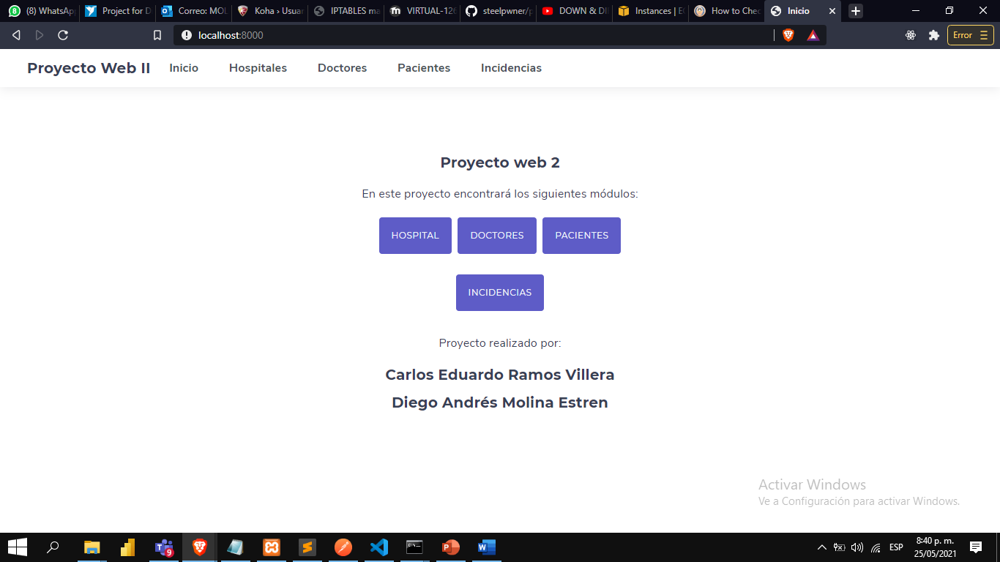 (8) WhatsAp
Project for D
Correo: MOL
Koha › Usuar
IPTABLES ma
VIRTUAL-126
steelpwner/p
DOWN & DI
Instances | E
How to Chec
Inicio
localhost:8000
Error
Proyecto Web II
Inicio
Hospitales
Doctores
Pacientes
Incidencias
Proyecto web 2
En este proyecto encontrará los siguientes módulos:
HOSPITAL
DOCTORES
PACIENTES
INCIDENCIAS
Proyecto realizado por:
Carlos Eduardo Ramos Villera
Diego Andrés Molina Estren
Activar Windows
Ve a Configuración para activar Windows.
9
ESP
8:40 p. m.
25/05/2021